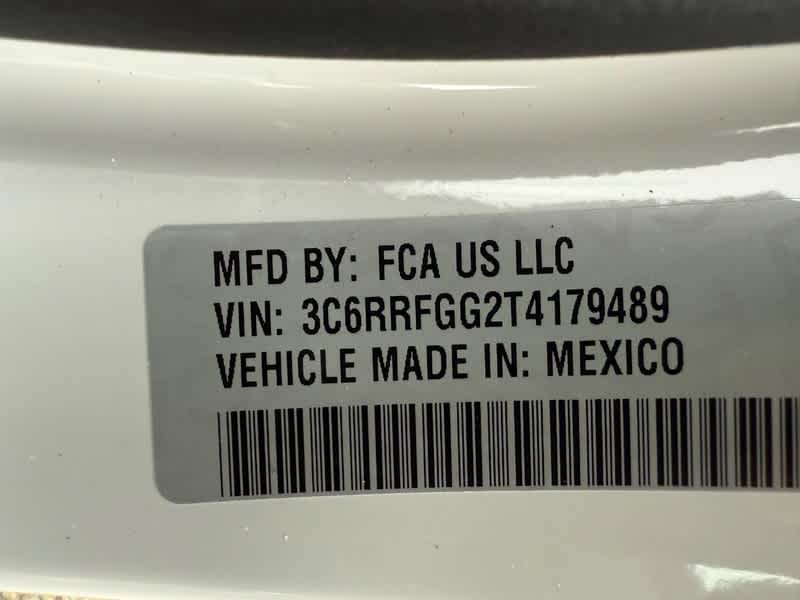 MFD BY: FCA US LLC
VIN: 3C6RRFGG2T4179489
VEHICLE MADE IN: MEXICO